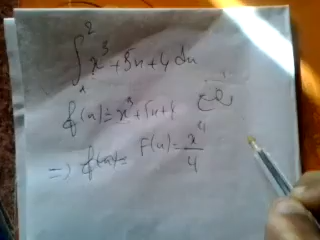 ∫₁² x³ + 5x + 4 dx
f(x) = x³ + 5x + 4
=> F(x) = x⁴/4